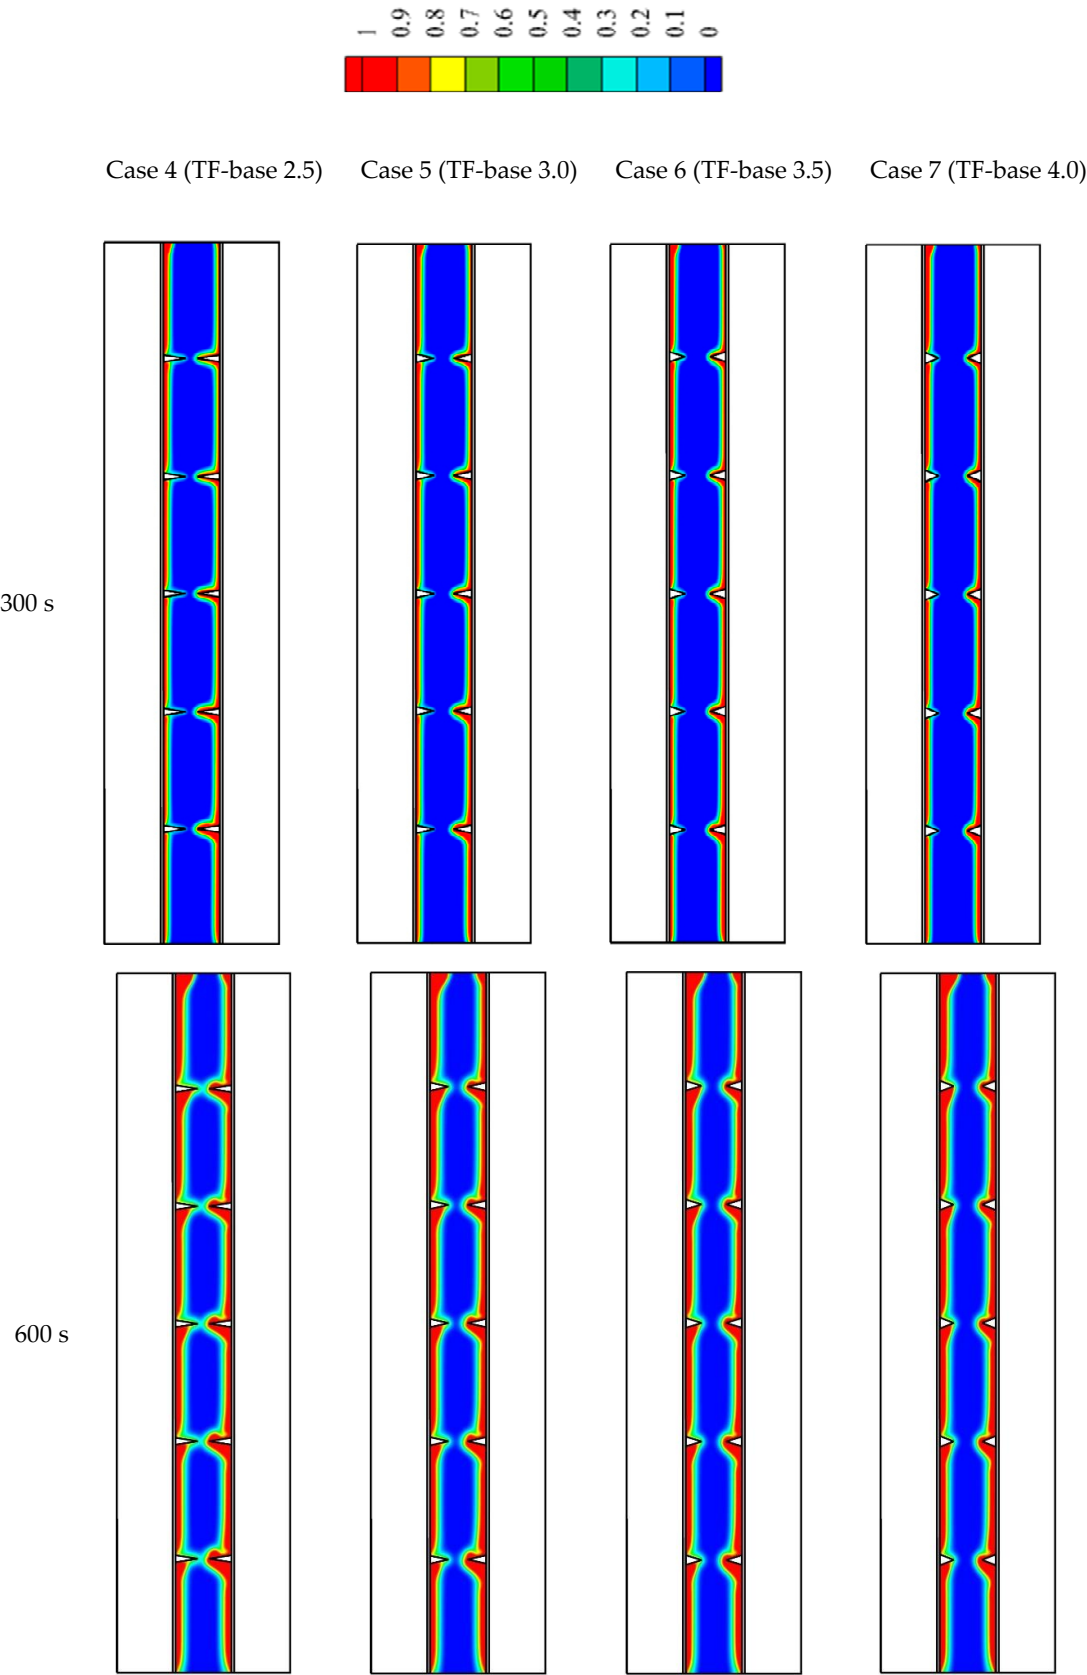 1 0.9 0.8 0.7 0.6 0.5 0.4 0.3 0.2 0.1 0
Case 4 (TF-base 2.5) Case 5 (TF-base 3.0) Case 6 (TF-base 3.5) Case 7 (TF-base 4.0)
300 s
600 s